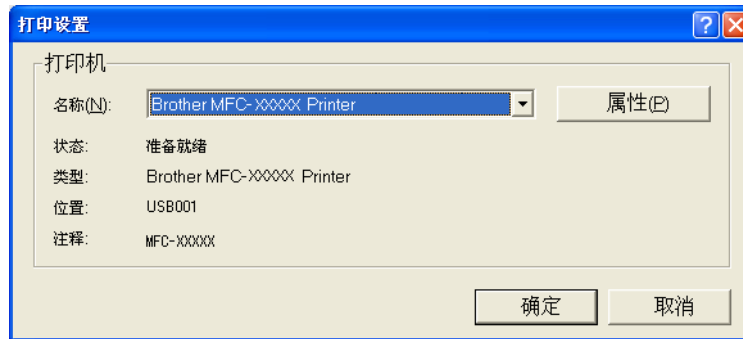 打印设置
打印机
名称(N): Brother MFC-XXXXX Printer 属性(P)
状态: 准备就绪
类型: Brother MFC-XXXXX Printer
位置: USB001
注释: MFC-XXXXX
确定 取消